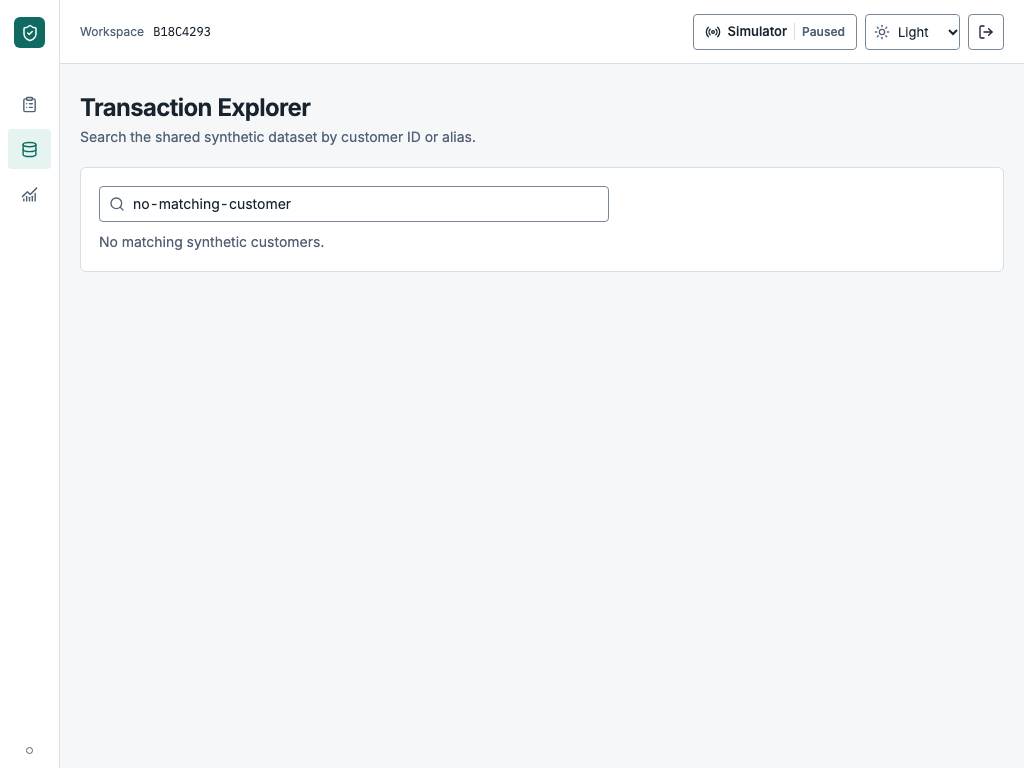 Workspace B18C4293
Simulator Paused
Light
Transaction Explorer
Search the shared synthetic dataset by customer ID or alias.
no-matching-customer
No matching synthetic customers.